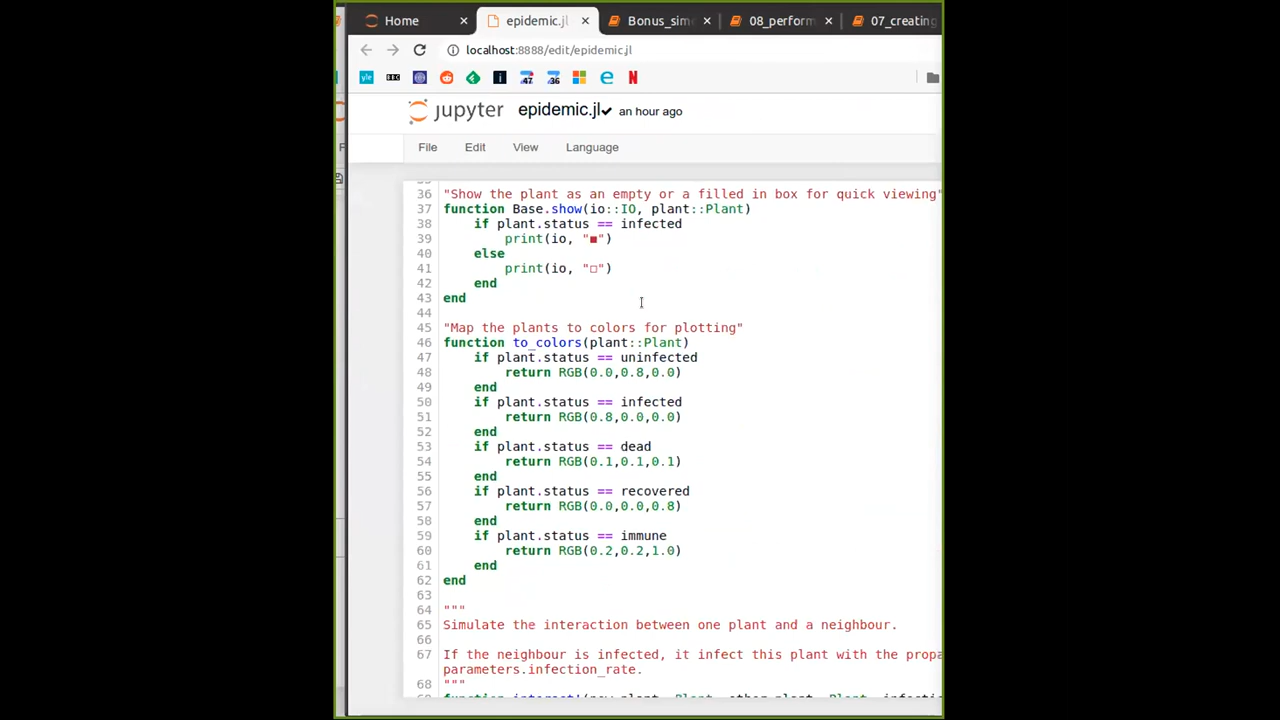 Home × epidemic.jl × Bonus_sim × 08_perform × 07_creating
localhost:8888/edit/epidemic.jl
yle BBC i 47 36 e N
jupyter epidemic.jl✔ an hour ago
File Edit View Language
36 "Show the plant as an empty or a filled in box for quick viewing"
37 function Base.show(io::IO, plant::Plant)
38 if plant.status == infected
39 print(io, "■")
40 else
41 print(io, "□")
42 end
43 end
44
45 "Map the plants to colors for plotting"
46 function to_colors(plant::Plant)
47 if plant.status == uninfected
48 return RGB(0.0,0.8,0.0)
49 end
50 if plant.status == infected
51 return RGB(0.8,0.0,0.0)
52 end
53 if plant.status == dead
54 return RGB(0.1,0.1,0.1)
55 end
56 if plant.status == recovered
57 return RGB(0.0,0.0,0.8)
58 end
59 if plant.status == immune
60 return RGB(0.2,0.2,1.0)
61 end
62 end
63
64 """
65 Simulate the interaction between one plant and a neighbour.
66
67 If the neighbour is infected, it infect this plant with the
parameters.infection_rate.
68 """